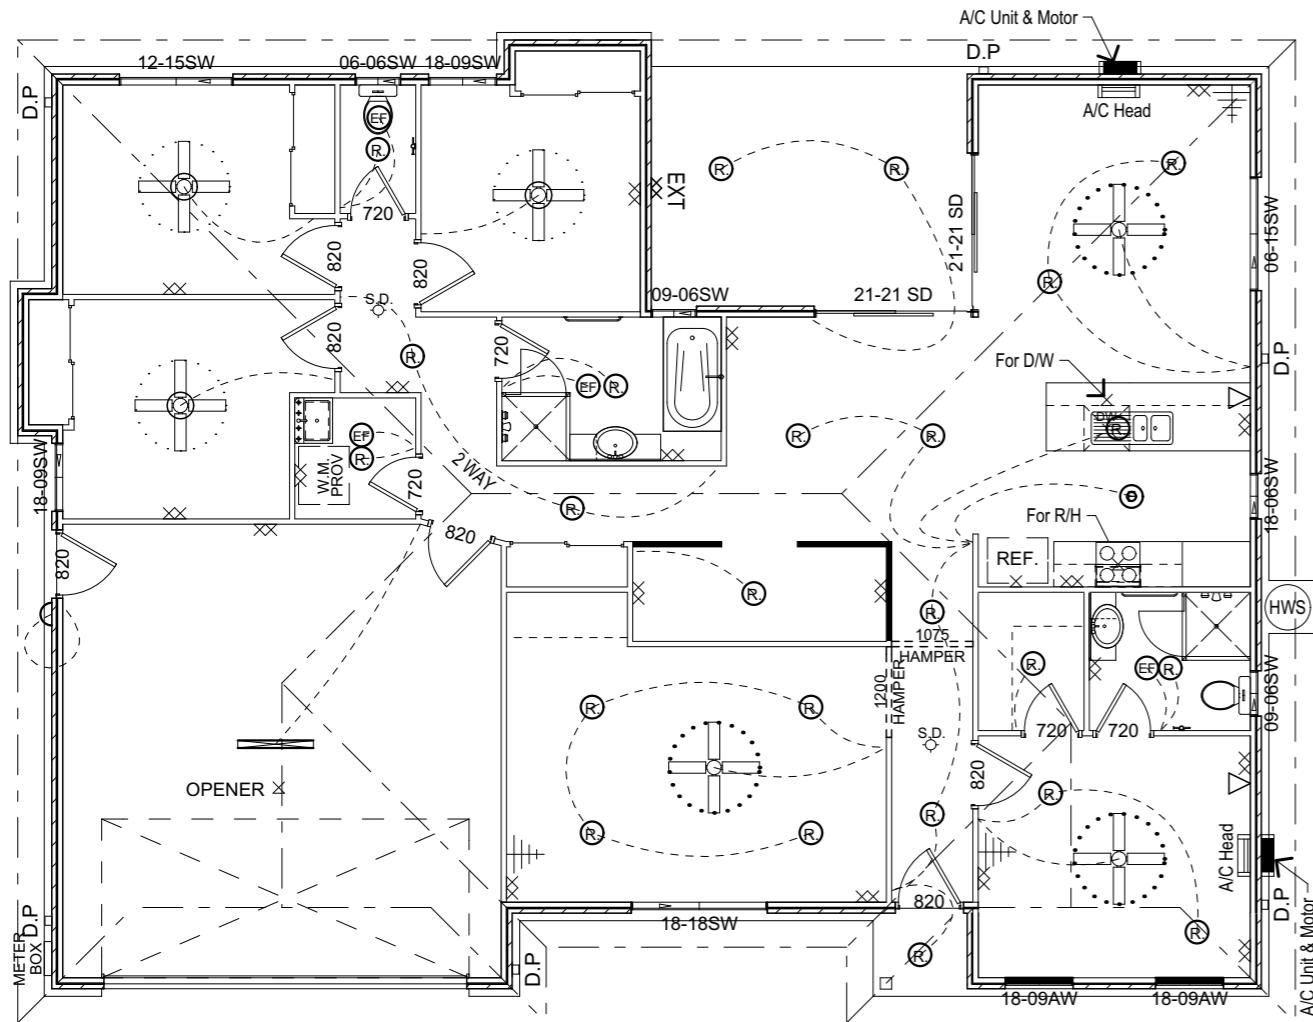 A/C Unit & Motor
D.P
12-15SW
06-06SW
18-09SW
D.P
A/C Head
EF
R.
720
EXT
R.
R.
R.
820
820
21-21 SD
06-15SW
R.
S.D.
09-06SW
21-21 SD
820
R.
720
For D/W
D.P
EF
R.
DW
R.
EF
R.
R.
R.
W.M.
PROV
2 WAY
720
18-09SW
18-06SW
R.
For R/H
820
820
REF.
R.
R.
HWS
1075
HAMPER
1200
HAMPER
R.
EF
R.
09-06SW
R.
R.
720
720
S.D.
820
OPENER
R.
R.
R.
R.
A/C Head
820
D.P
D.P
METER
BOX
18-18SW
R.
R.
D.P
18-09AW
18-09AW
A/C Unit & Motor